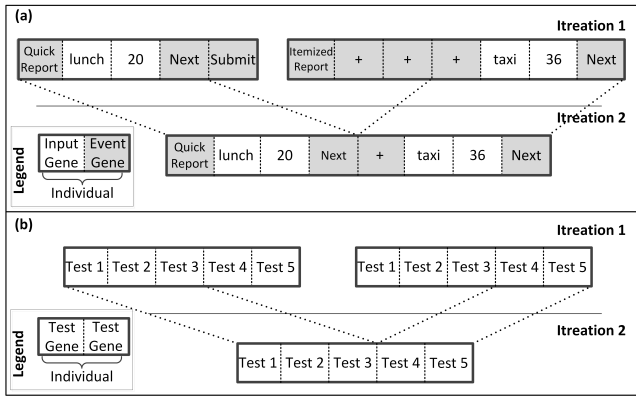 (a)
Itreation 1
Quick Report lunch 20 Next Submit
Itemized Report + + + taxi 36 Next
Itreation 2
Legend
Input Gene Event Gene
Individual
Quick Report lunch 20 Next + taxi 36 Next
(b)
Itreation 1
Test 1 Test 2 Test 3 Test 4 Test 5
Test 1 Test 2 Test 3 Test 4 Test 5
Itreation 2
Legend
Test Gene Test Gene
Individual
Test 1 Test 2 Test 3 Test 4 Test 5